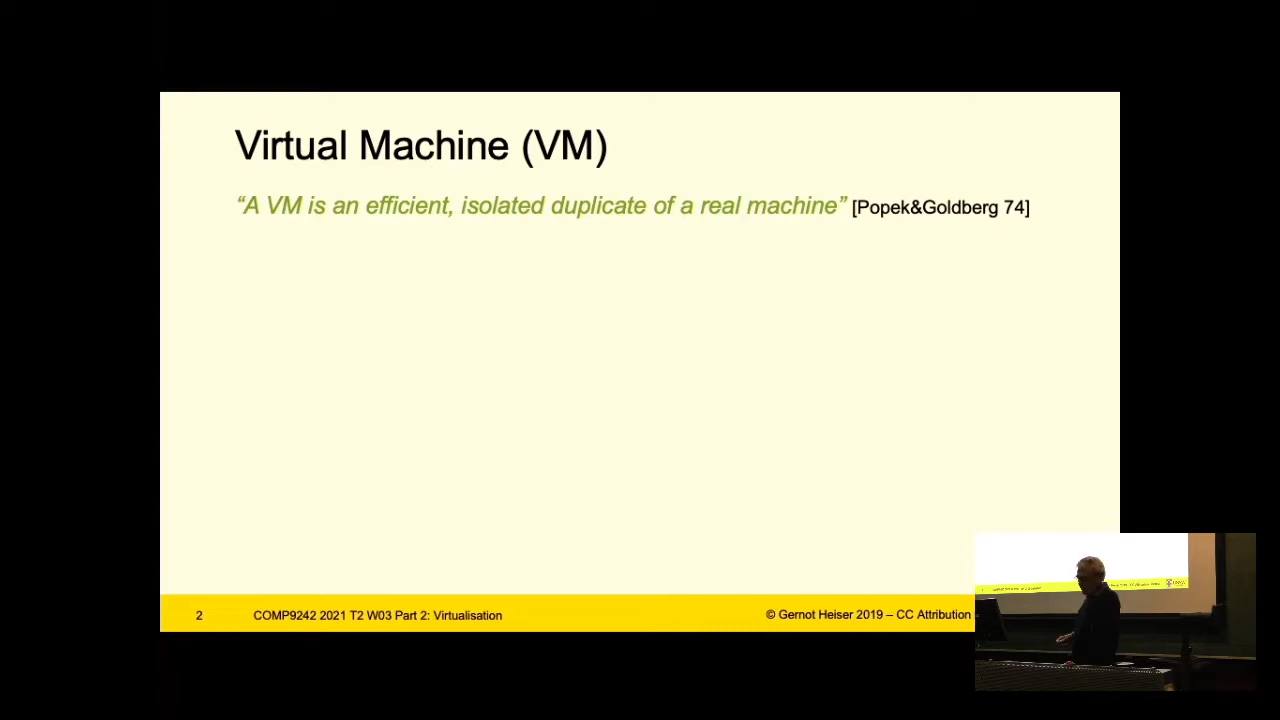 Virtual Machine (VM)
“A VM is an efficient, isolated duplicate of a real machine” [Popek&Goldberg 74]
2 COMP9242 2021 T2 W03 Part 2: Virtualisation © Gernot Heiser 2019 – CC Attribution